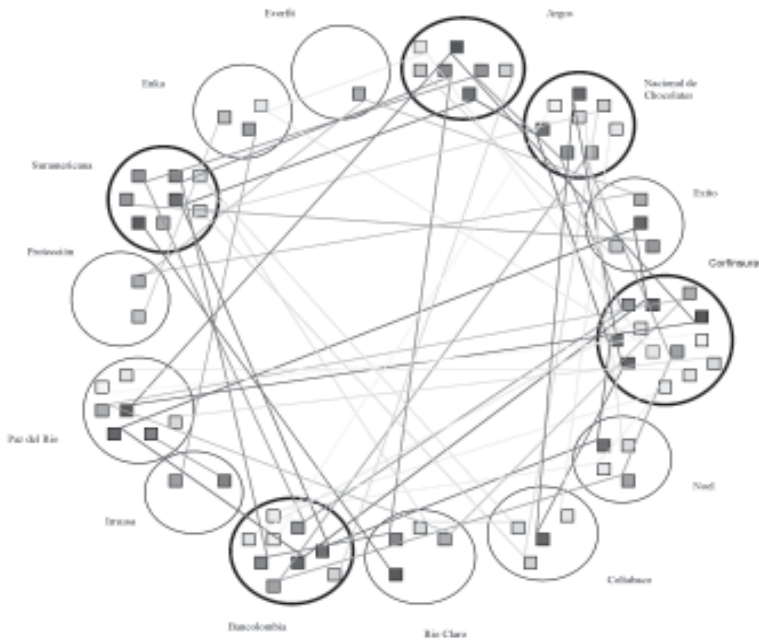 Everfit
Argos
Enka
Nacional de
Chocolates
Suramericana
Exito
Protección
Corfinsura
Paz del Río
Noel
Imusa
Coltabaco
Bancolombia
Río Claro